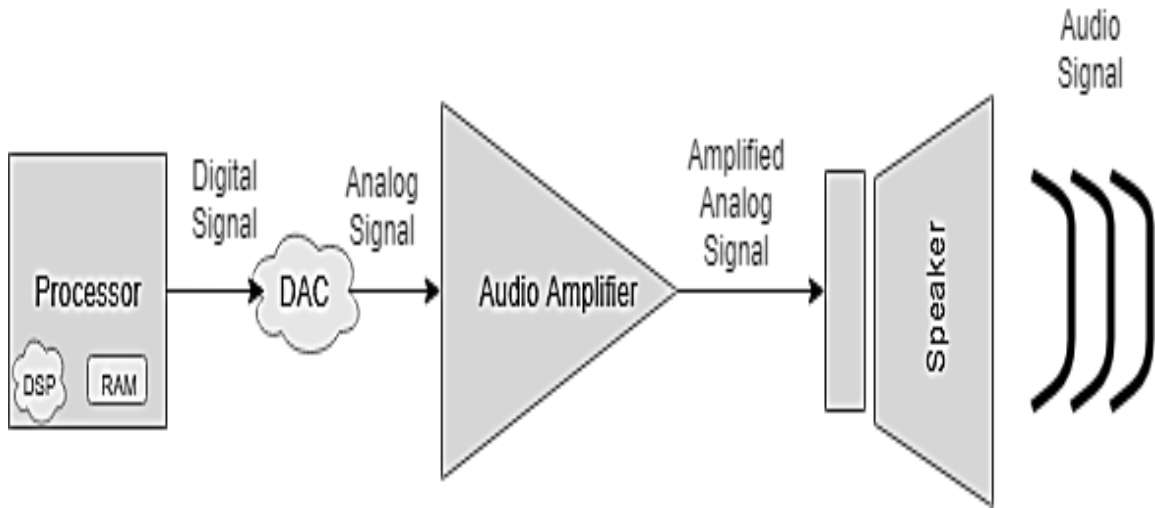 Audio
Signal
Digital
Signal
Analog
Signal
Amplified
Analog
Signal
Processor
DSP
RAM
DAC
Audio Amplifier
Speaker